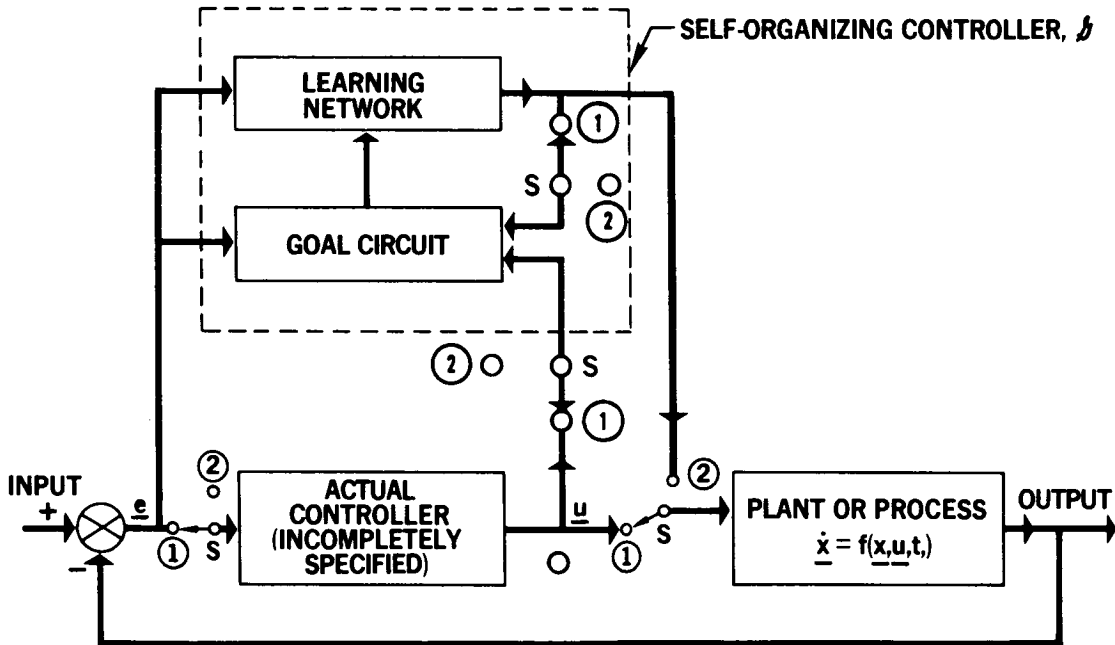 SELF-ORGANIZING CONTROLLER, 𝓈
LEARNING
NETWORK
1
S
2
GOAL CIRCUIT
2
S
1
INPUT
+
e
−
1
2
S
ACTUAL
CONTROLLER
(INCOMPLETELY
SPECIFIED)
u
1
2
S
PLANT OR PROCESS
ẋ = f(x,u,t,)
OUTPUT